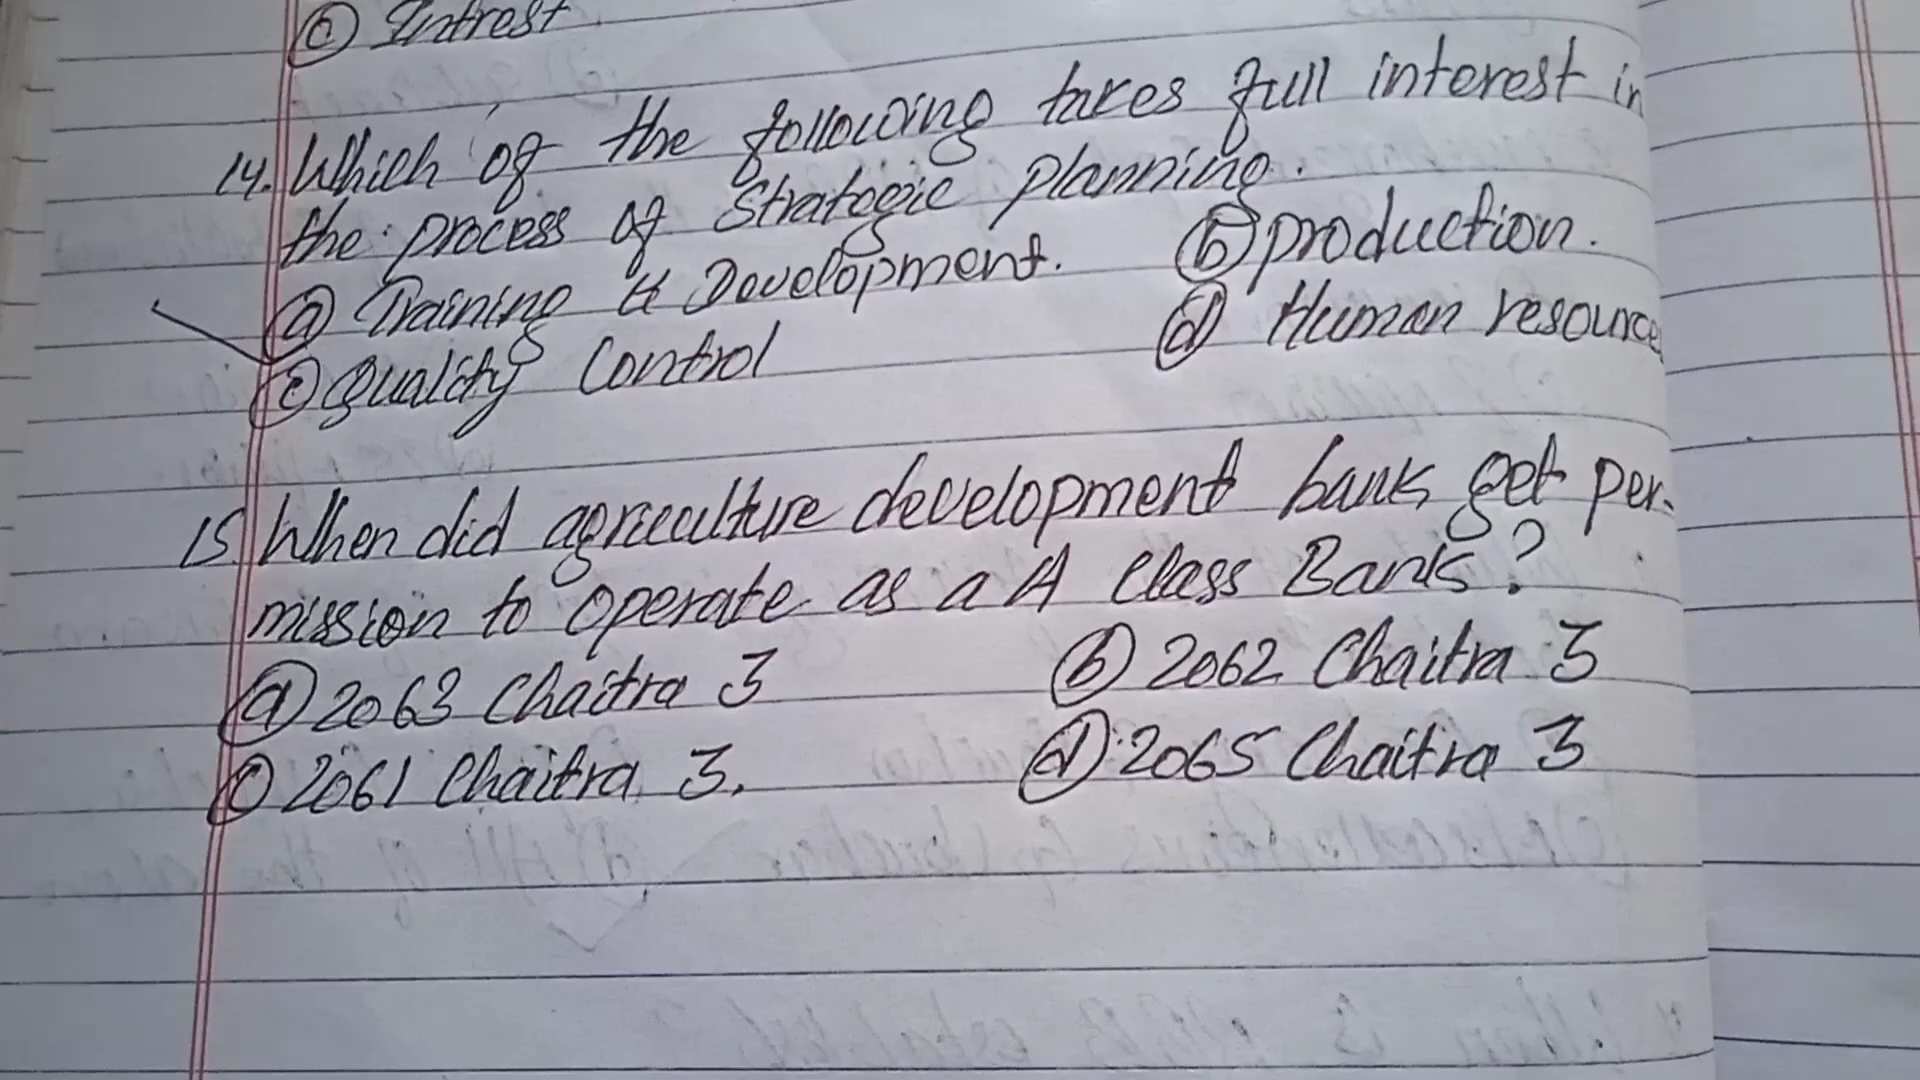 c Intrest
14. Which of the following takes full interest in
the process of Strategic planning.
a Training & Development. b production.
c Quality Control d Human resource
15. When did agriculture development bank get per-
mission to operate as a A Class Bank?
a 2063 Chaitra 3 b 2062 Chaitra 3
c 2061 Chaitra 3. d 2065 Chaitra 3